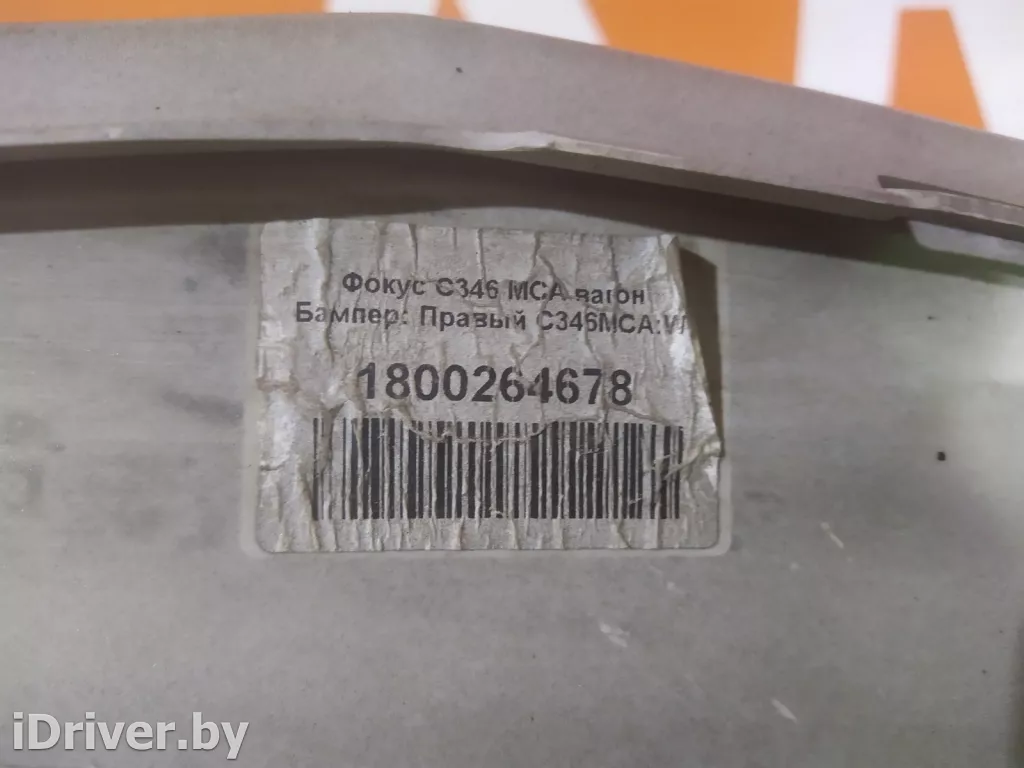 Фокус C346 MCA вагон
Бампер: Правый C346MCA:
1800264678
iDriver.by